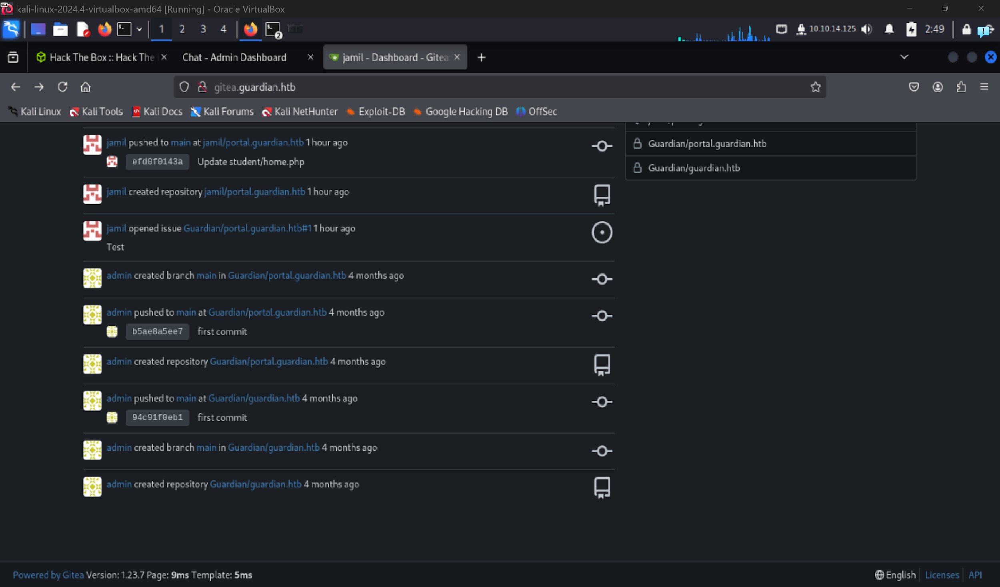 kali-linux-2024.4-virtualbox-amd64 [Running] - Oracle VirtualBox
1 2 3 4 2 10.10.14.125 2:49
Hack The Box :: Hack The
Chat - Admin Dashboard
jamil - Dashboard - Gitea:
gitea.guardian.htb
Kali Linux Kali Tools Kali Docs Kali Forums Kali NetHunter Exploit-DB Google Hacking DB OffSec
jamil pushed to main at jamil/portal.guardian.htb 1 hour ago
efd0f0143a Update student/home.php
jamil created repository jamil/portal.guardian.htb 1 hour ago
jamil opened issue Guardian/portal.guardian.htb#1 1 hour ago
Test
admin created branch main in Guardian/portal.guardian.htb 4 months ago
admin pushed to main at Guardian/portal.guardian.htb 4 months ago
b5ae8a5ee7 first commit
admin created repository Guardian/portal.guardian.htb 4 months ago
admin pushed to main at Guardian/guardian.htb 4 months ago
94c91f0eb1 first commit
admin created branch main in Guardian/guardian.htb 4 months ago
admin created repository Guardian/guardian.htb 4 months ago
Guardian/portal.guardian.htb
Guardian/guardian.htb
Powered by Gitea Version: 1.23.7 Page: 9ms Template: 5ms
English Licenses API